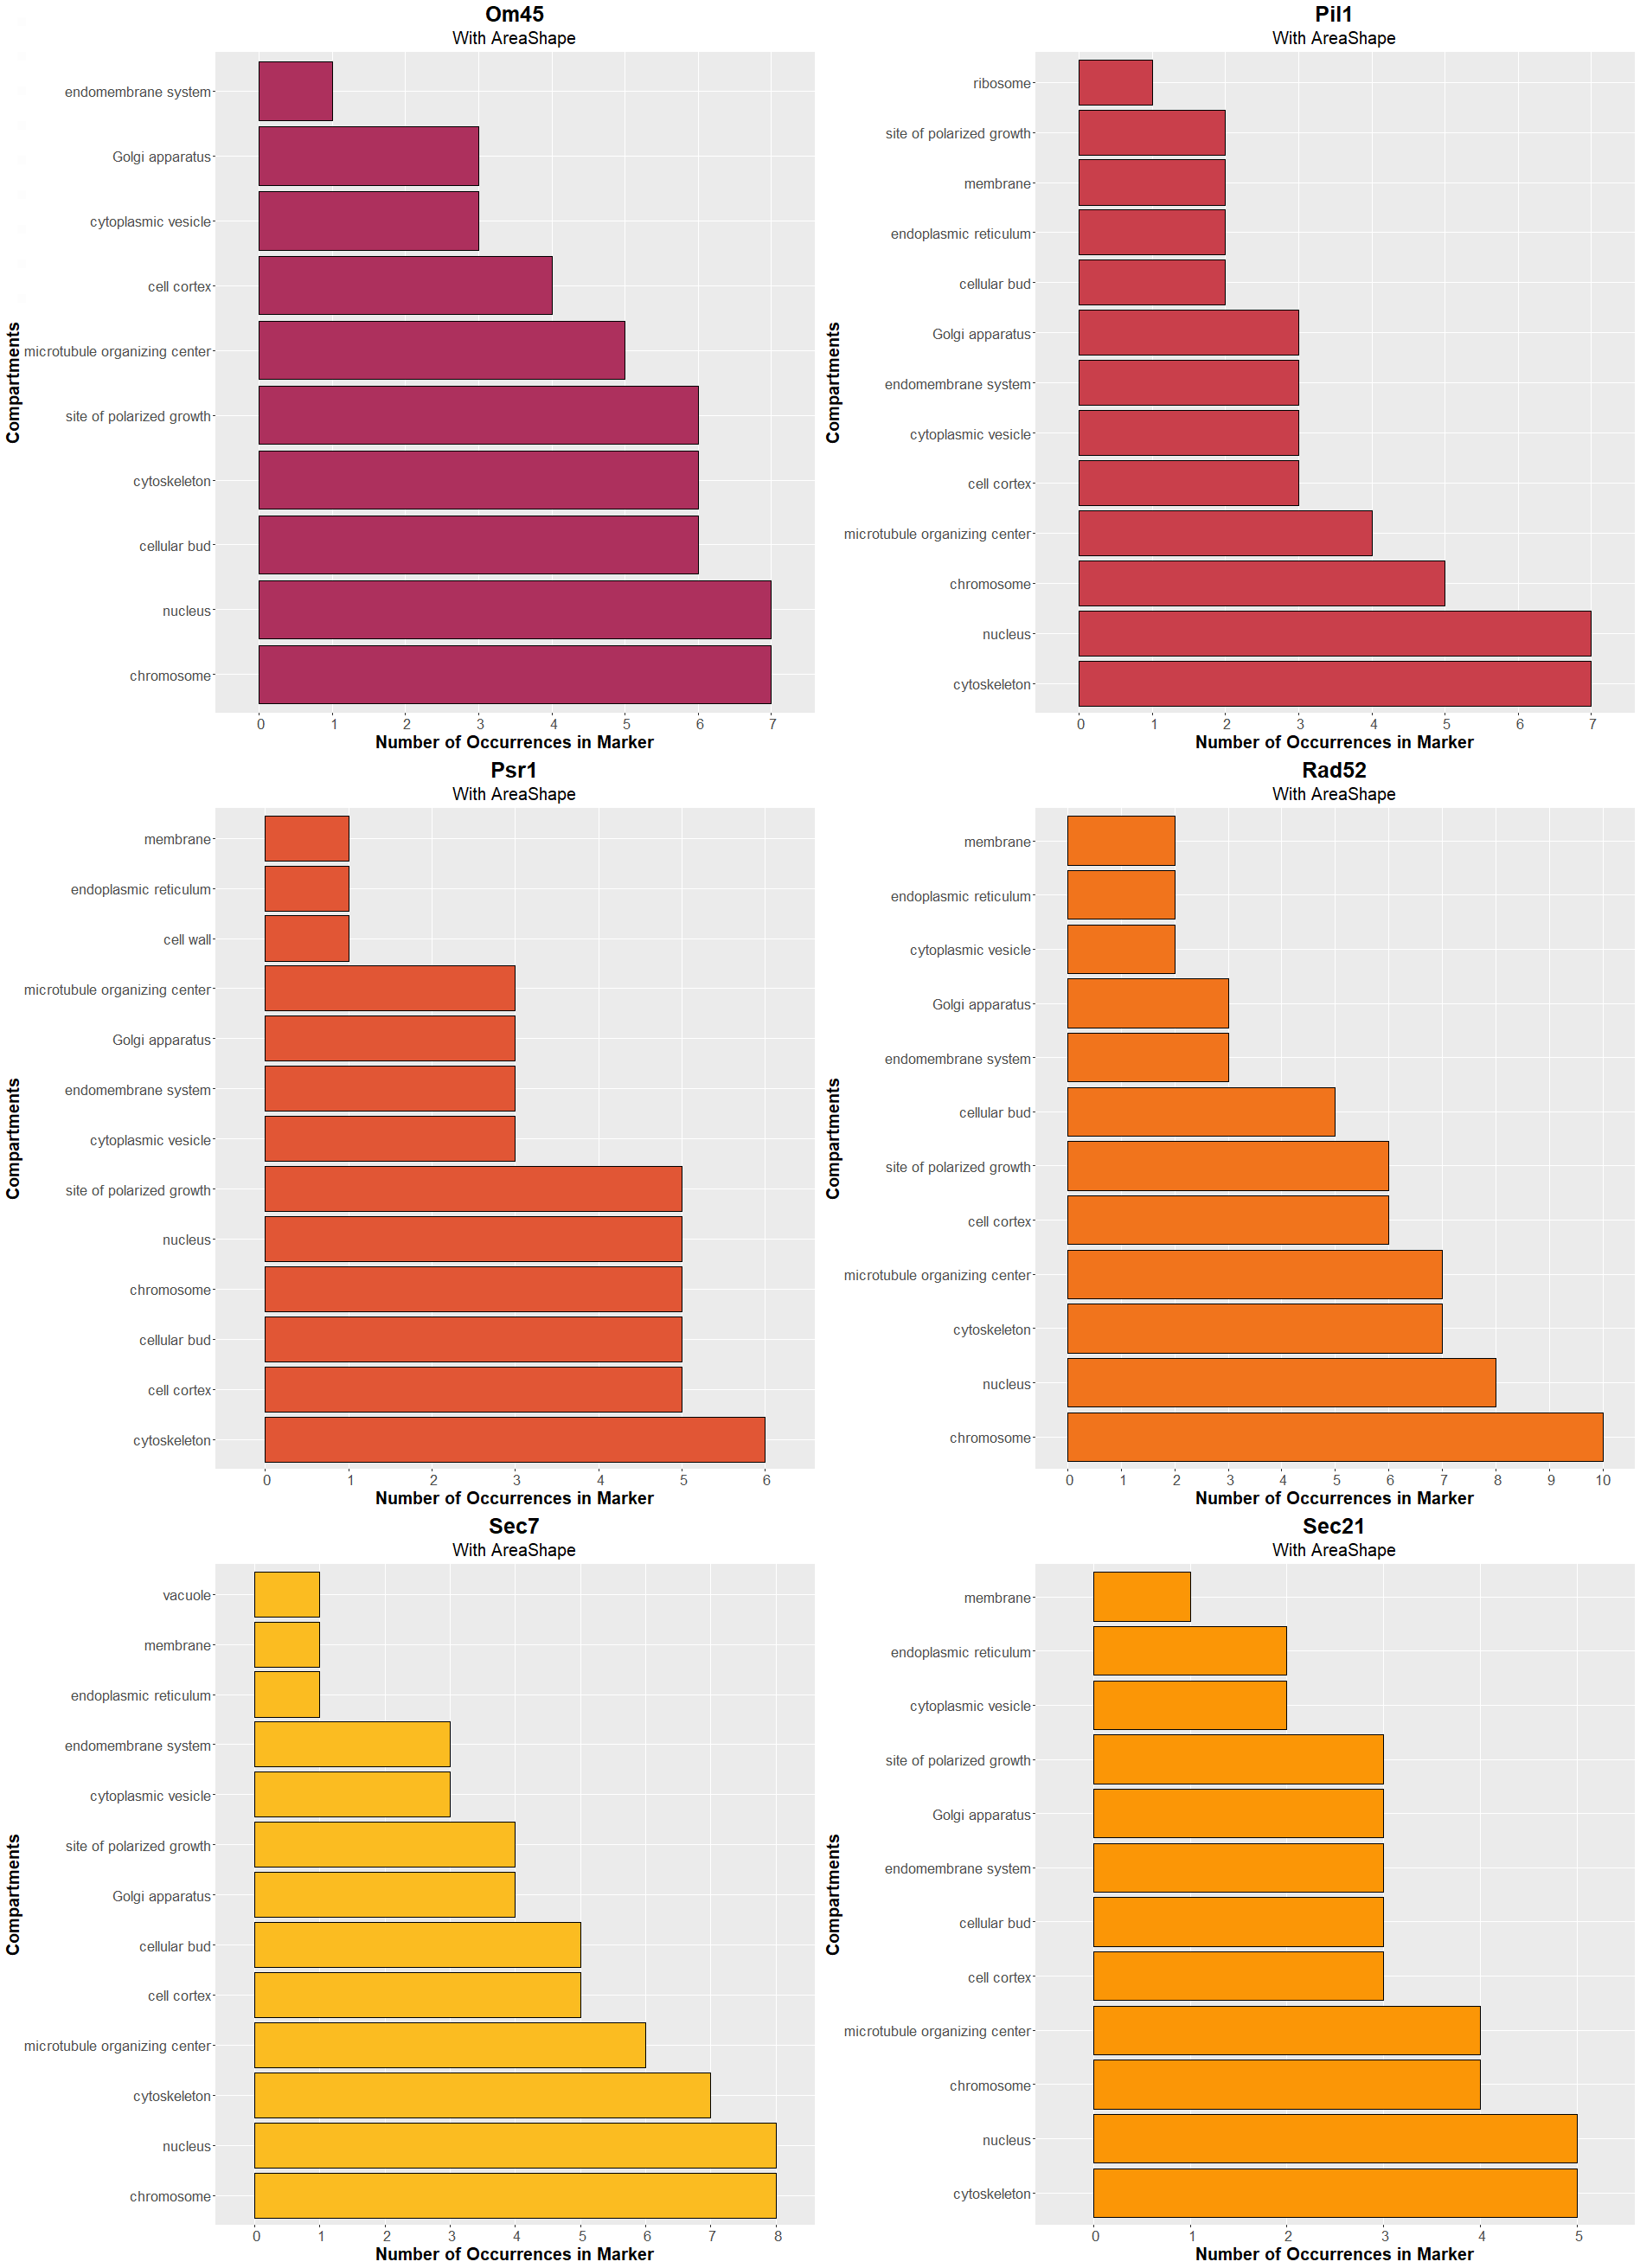 Om45
With AreaShape
Compartments
endomembrane system
Golgi apparatus
cytoplasmic vesicle
cell cortex
microtubule organizing center
site of polarized growth
cytoskeleton
cellular bud
nucleus
chromosome
0 1 2 3 4 5 6 7
Number of Occurrences in Marker
Pil1
With AreaShape
Compartments
ribosome
site of polarized growth
membrane
endoplasmic reticulum
cellular bud
Golgi apparatus
endomembrane system
cytoplasmic vesicle
cell cortex
microtubule organizing center
chromosome
nucleus
cytoskeleton
0 1 2 3 4 5 6 7
Number of Occurrences in Marker
Psr1
With AreaShape
Compartments
membrane
endoplasmic reticulum
cell wall
microtubule organizing center
Golgi apparatus
endomembrane system
cytoplasmic vesicle
site of polarized growth
nucleus
chromosome
cellular bud
cell cortex
cytoskeleton
0 1 2 3 4 5 6
Number of Occurrences in Marker
Rad52
With AreaShape
Compartments
membrane
endoplasmic reticulum
cytoplasmic vesicle
Golgi apparatus
endomembrane system
cellular bud
site of polarized growth
cell cortex
microtubule organizing center
cytoskeleton
nucleus
chromosome
0 1 2 3 4 5 6 7 8 9 10
Number of Occurrences in Marker
Sec7
With AreaShape
Compartments
vacuole
membrane
endoplasmic reticulum
endomembrane system
cytoplasmic vesicle
site of polarized growth
Golgi apparatus
cellular bud
cell cortex
microtubule organizing center
cytoskeleton
nucleus
chromosome
0 1 2 3 4 5 6 7 8
Number of Occurrences in Marker
Sec21
With AreaShape
Compartments
membrane
endoplasmic reticulum
cytoplasmic vesicle
site of polarized growth
Golgi apparatus
endomembrane system
cellular bud
cell cortex
microtubule organizing center
chromosome
nucleus
cytoskeleton
0 1 2 3 4 5
Number of Occurrences in Marker